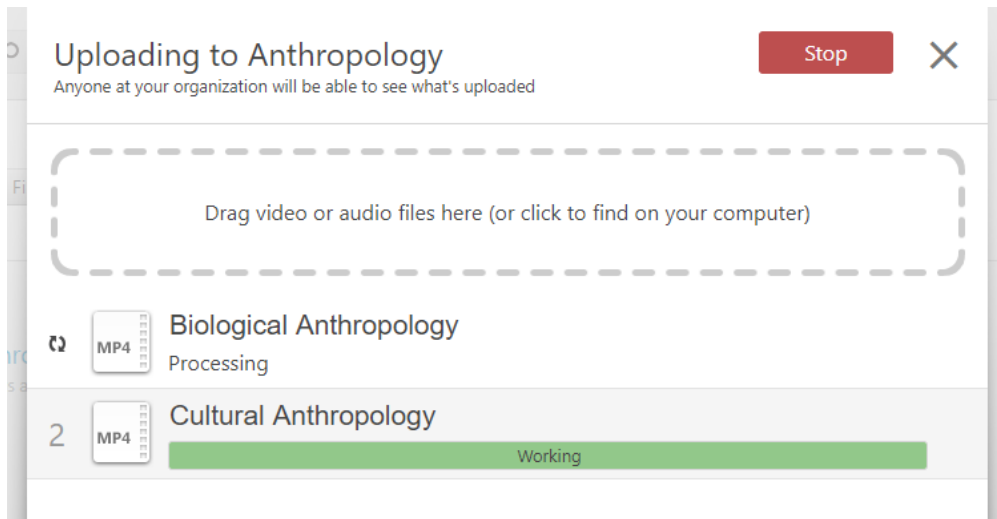 Uploading to Anthropology
Stop
Anyone at your organization will be able to see what's uploaded
Fi
Drag video or audio files here (or click to find on your computer)
MP4
Biological Anthropology
Processing
2
MP4
Cultural Anthropology
Working